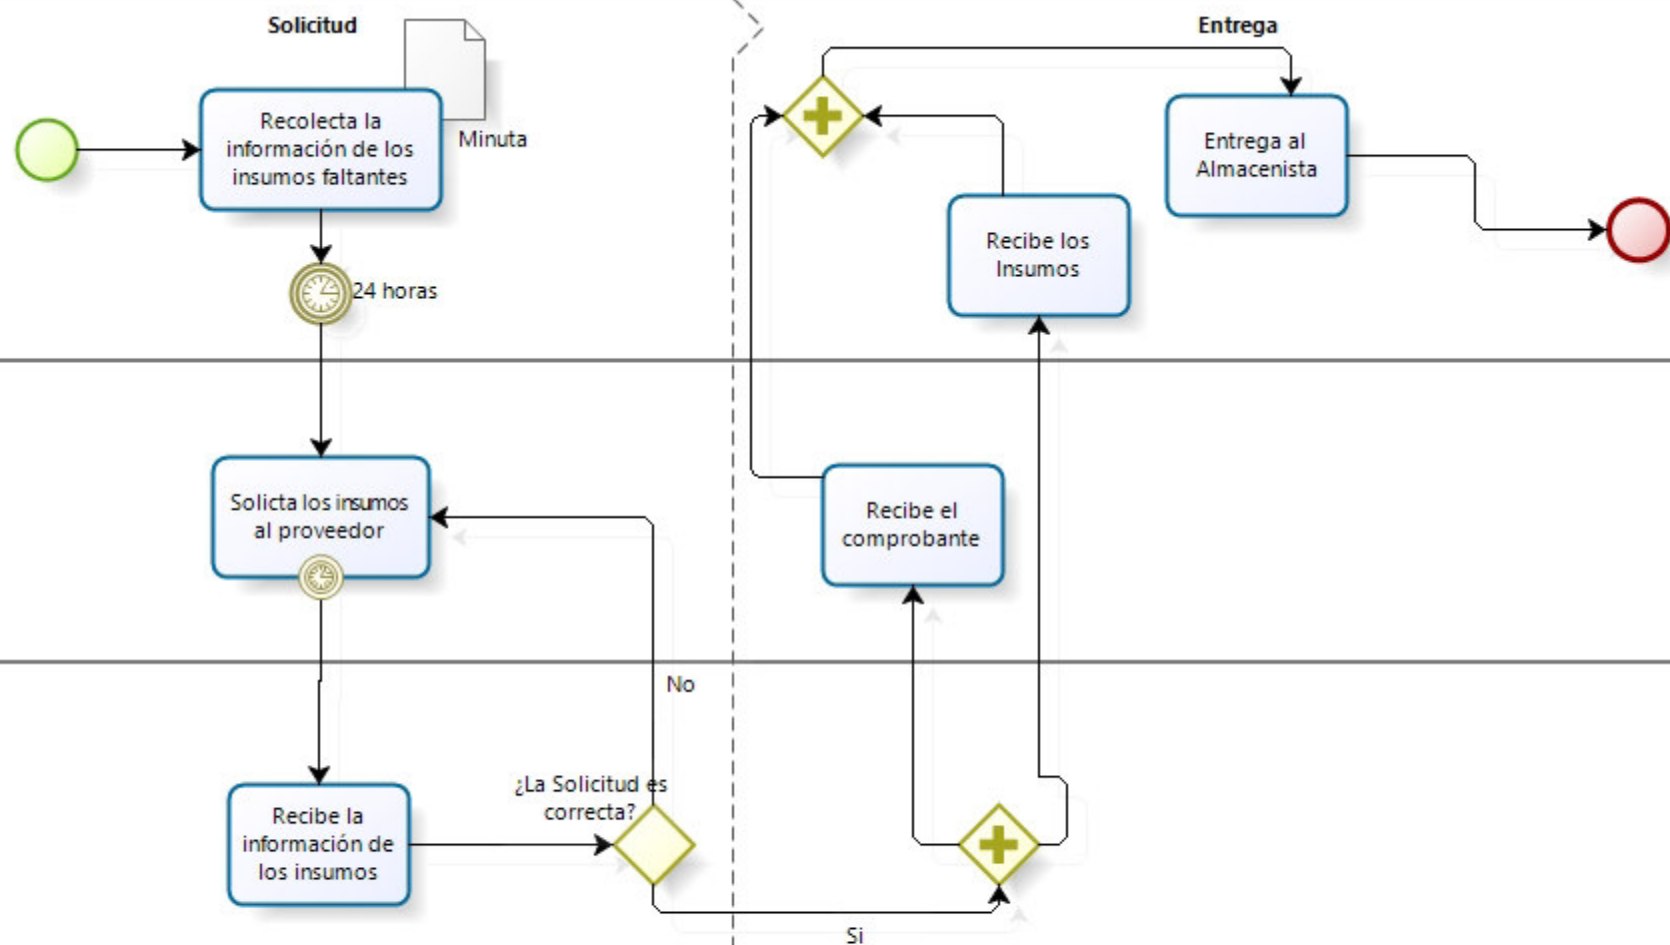 Solicitud
Entrega
Recolecta la
información de los
insumos faltantes
Minuta
24 horas
Entrega al
Almacenista
Recibe los
Insumos
Solicta los insumos
al proveedor
Recibe el
comprobante
No
¿La Solicitud es
correcta?
Recibe la
información de
los insumos
Si